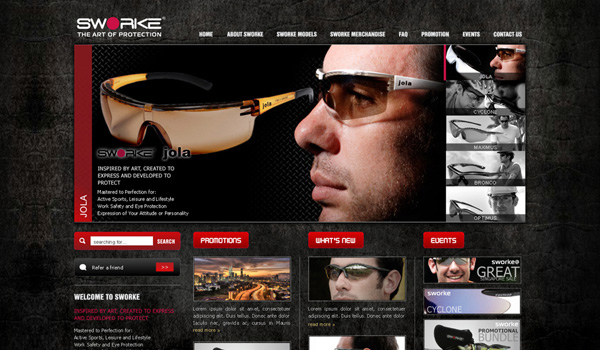 SWORKE
THE ART OF PROTECTION
HOME ABOUT SWORKE SWORKE MODELS SWORKE MERCHANDISE FAQ PROMOTION EVENTS CONTACT US
JOLA
jola
jola
SWORKE jola
INSPIRED BY ART, CREATED TO
EXPRESS AND DEVELOPED TO
PROTECT
Mastered to Perfection for:
Active Sports, Leisure and Lifestyle
Work Safety and Eye Protection
Expression of Your Attitude or Personality
JOLA
CYCLONE
MAXIMUS
BRONCO
OPTIMUS
searching for... SEARCH
Refer a friend >>
WELCOME TO SWORKE
INSPIRED BY ART, CREATED TO EXPRESS
AND DEVELOPED TO PROTECT
Mastered to Perfection for:
Active Sports, Leisure and Lifestyle
Work Safety and Eye Protection
PROMOTIONS
Lorem ipsum dolor sit amet, consectetuer
adipiscing elit. Duis lorem dolor, ante donec
iaculis nec, gravida ac, cursus in. Mauris
read more »
WHAT'S NEW
Lorem ipsum dolor sit amet, consectetuer
adipiscing elit. Duis lorem dolor, ante
read more »
EVENTS
sworke
GREAT
sworke
CYCLONE
sworke
PROMOTIONAL
BUNDLE